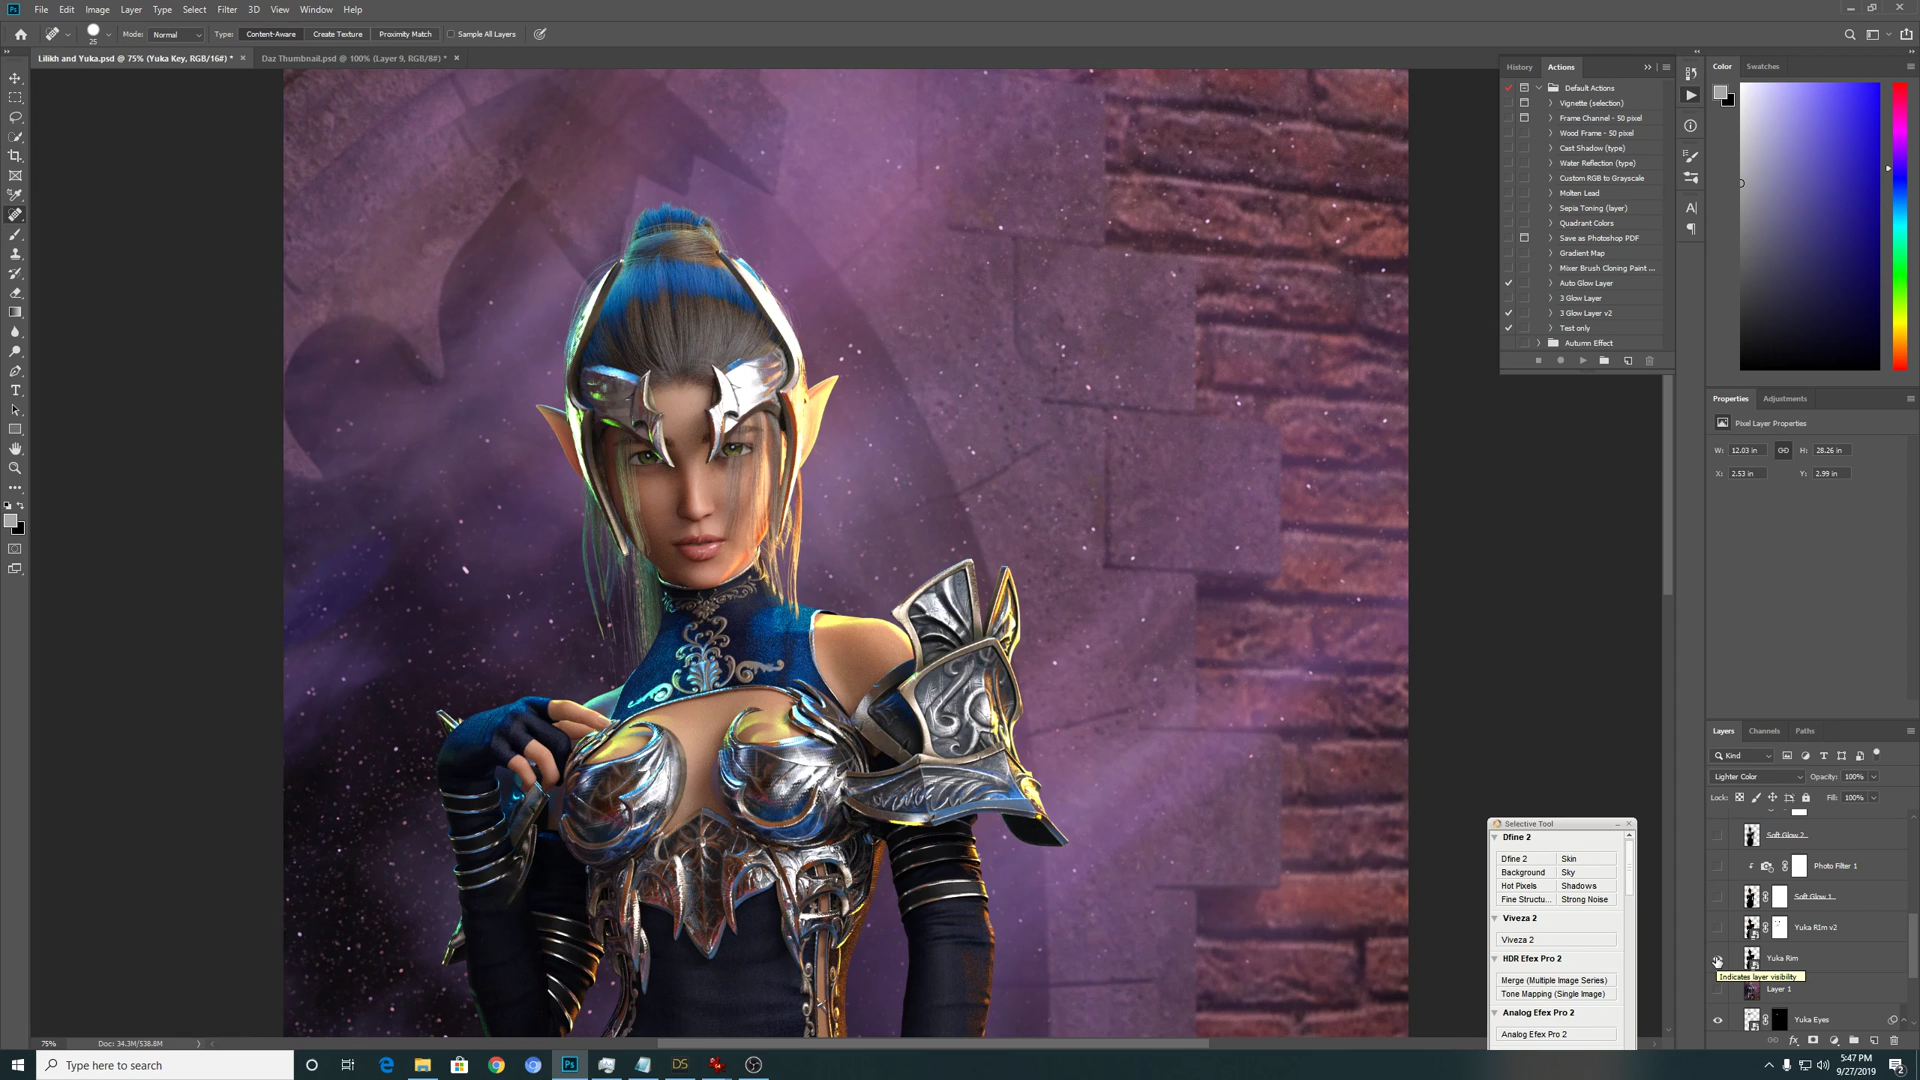 Ps File Edit Image Layer Type Select Filter 3D View Window Help
25 Mode: Normal Type: Content-Aware Create Texture Proximity Match Sample All Layers
Lilikh and Yuka.psd @ 75% (Yuka Key, RGB/16#) * × Daz Thumbnail.psd @ 100% (Layer 9, RGB/8#) * ×
History Actions
Default Actions
Vignette (selection)
Frame Channel - 50 pixel
Wood Frame - 50 pixel
Cast Shadow (type)
Water Reflection (type)
Custom RGB to Grayscale
Molten Lead
Sepia Toning (layer)
Quadrant Colors
Save as Photoshop PDF
Gradient Map
Mixer Brush Cloning Paint ...
Auto Glow Layer
3 Glow Layer
3 Glow Layer v2
Test only
Autumn Effect
Color Swatches
Properties Adjustments
Pixel Layer Properties
W: 12.03 in H: 28.26 in
X: 2.53 in Y: 2.99 in
Layers Channels Paths
Kind
Lighter Color Opacity: 100%
Lock: Fill: 100%
Soft Glow 2
Photo Filter 1
Soft Glow 1
Yuka RIm v2
Yuka Rim
Indicates layer visibility
Layer 1
Yuka Eyes
Selective Tool
Dfine 2
Dfine 2 Skin
Background Sky
Hot Pixels Shadows
Fine Structu... Strong Noise
Viveza 2
Viveza 2
HDR Efex Pro 2
Merge (Multiple Image Series)
Tone Mapping (Single Image)
Analog Efex Pro 2
Analog Efex Pro 2
75% Doc: 34.3M/538.8M
Type here to search
Ps DS
5:47 PM
9/27/2019
2